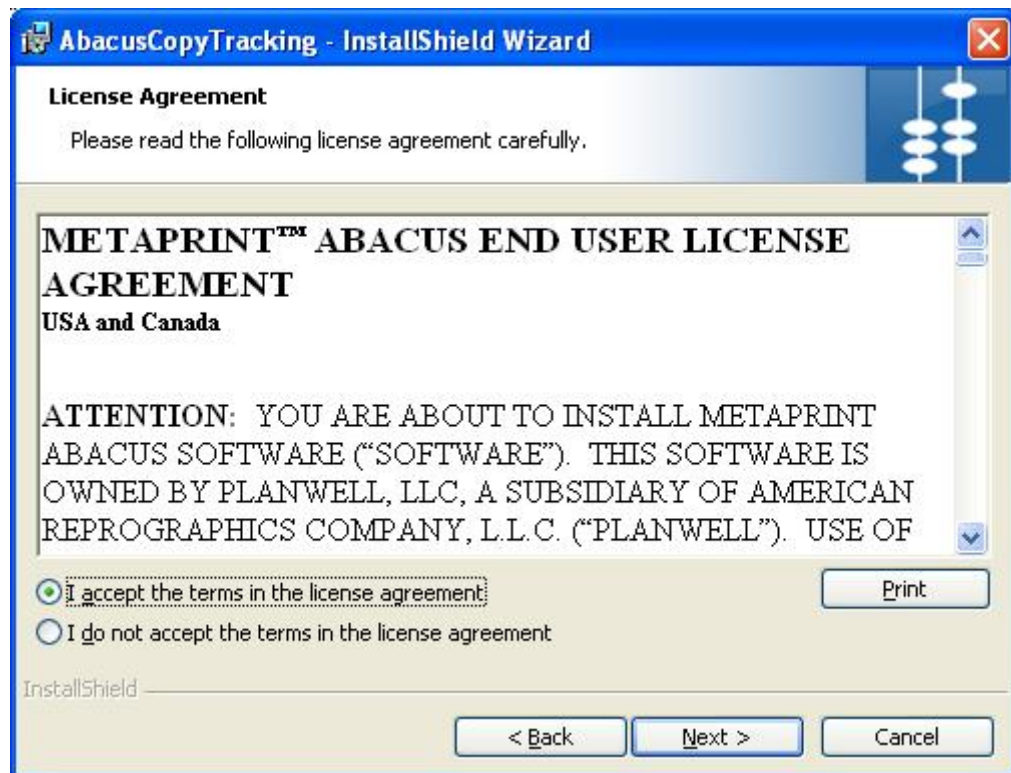 AbacusCopyTracking - InstallShield Wizard
License Agreement
Please read the following license agreement carefully.
METAPRINT™ ABACUS END USER LICENSE
AGREEMENT
USA and Canada
ATTENTION: YOU ARE ABOUT TO INSTALL METAPRINT
ABACUS SOFTWARE (“SOFTWARE”). THIS SOFTWARE IS
OWNED BY PLANWELL, LLC, A SUBSIDIARY OF AMERICAN
REPROGRAPHICS COMPANY, L.L.C. (“PLANWELL”). USE OF
I accept the terms in the license agreement
Print
I do not accept the terms in the license agreement
InstallShield
< Back Next > Cancel